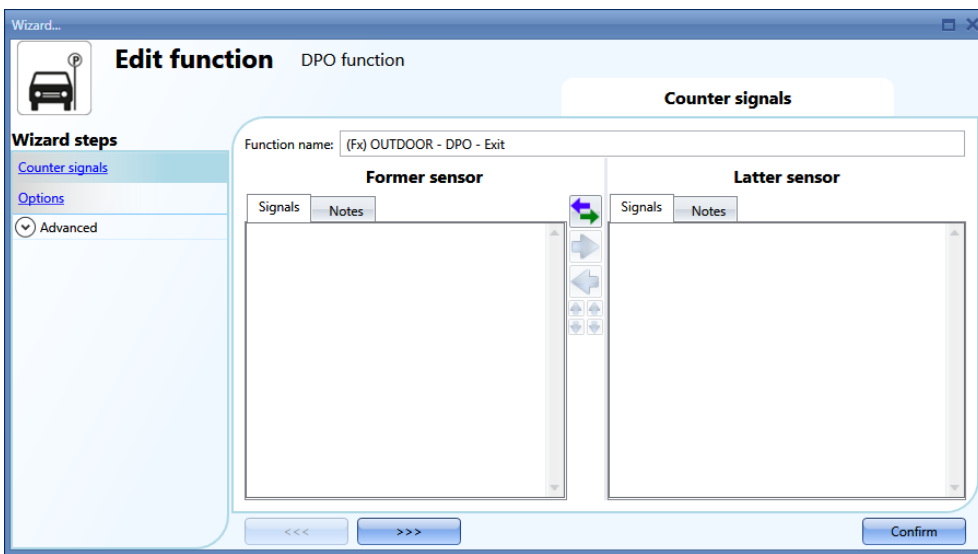 Wizard...
Edit function DPO function
P
Counter signals
Wizard steps
Counter signals
Options
Advanced
Function name: (Fx) OUTDOOR - DPO - Exit
Former sensor
Signals Notes
Latter sensor
Signals Notes
<<< >>> Confirm